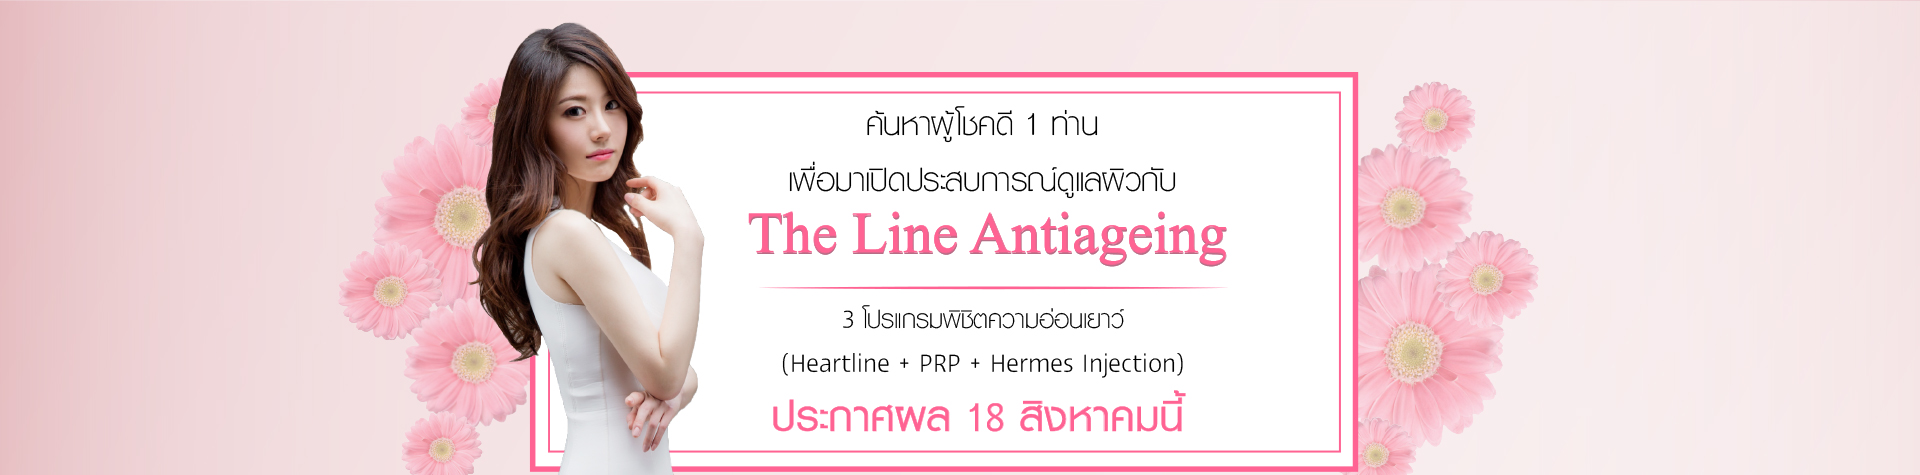 ค้นหาผู้โชคดี 1 ท่าน
เพื่อมาเปิดประสบการณ์ดูแลผิวกับ
The Line Antiageing
3 โปรแกรมพิชิตความอ่อนเยาว์
(Heartline + PRP + Hermes Injection)
ประกาศผล 18 สิงหาคมนี้